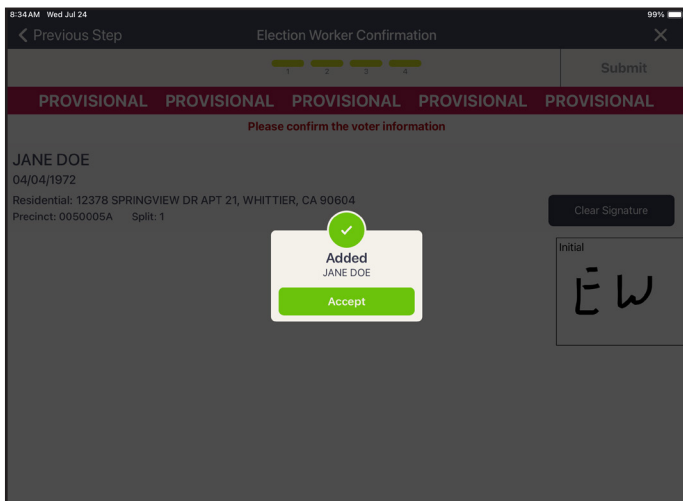 8:34 AM Wed Jul 24
99%
Previous Step
Election Worker Confirmation
1 2 3 4
Submit
PROVISIONAL PROVISIONAL PROVISIONAL PROVISIONAL PROVISIONAL
Please confirm the voter information
JANE DOE
04/04/1972
Residential: 12378 SPRINGVIEW DR APT 21, WHITTIER, CA 90604
Precinct: 0050005A Split: 1
Clear Signature
Initial
EW
Added
JANE DOE
Accept